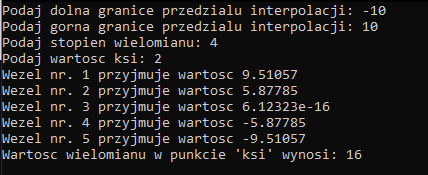 Podaj dolna granice przedzialu interpolacji: -10
Podaj gorna granice przedzialu interpolacji: 10
Podaj stopien wielomianu: 4
Podaj wartosc ksi: 2
Wezel nr. 1 przyjmuje wartosc 9.51057
Wezel nr. 2 przyjmuje wartosc 5.87785
Wezel nr. 3 przyjmuje wartosc 6.12323e-16
Wezel nr. 4 przyjmuje wartosc -5.87785
Wezel nr. 5 przyjmuje wartosc -9.51057
Wartosc wielomianu w punkcie 'ksi' wynosi: 16